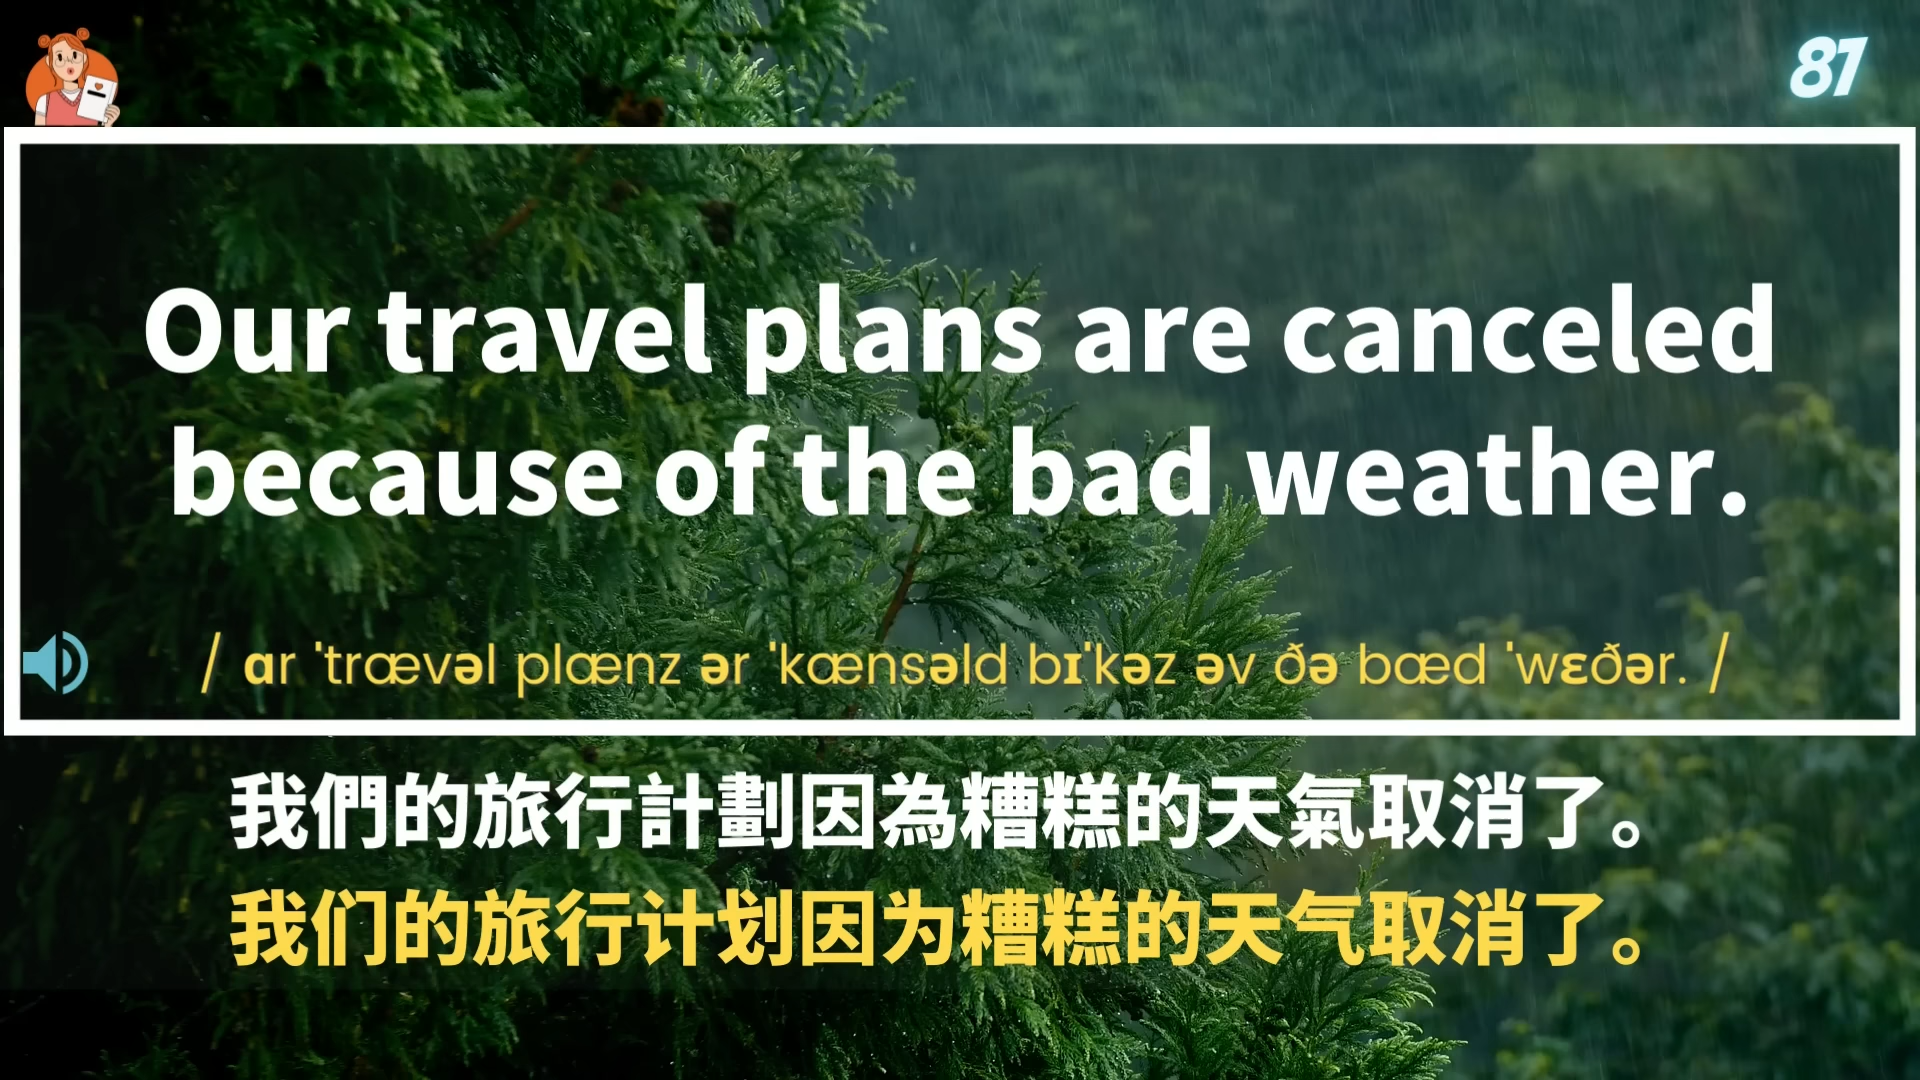 87
Our travel plans are canceled
because of the bad weather.
/ ɑr ˈtrævəl plænz ər ˈkænsəld bɪˈkəz əv ðə bæd ˈwɛðər. /
我們的旅行計劃因為糟糕的天氣取消了。
我们的旅行计划因为糟糕的天气取消了。